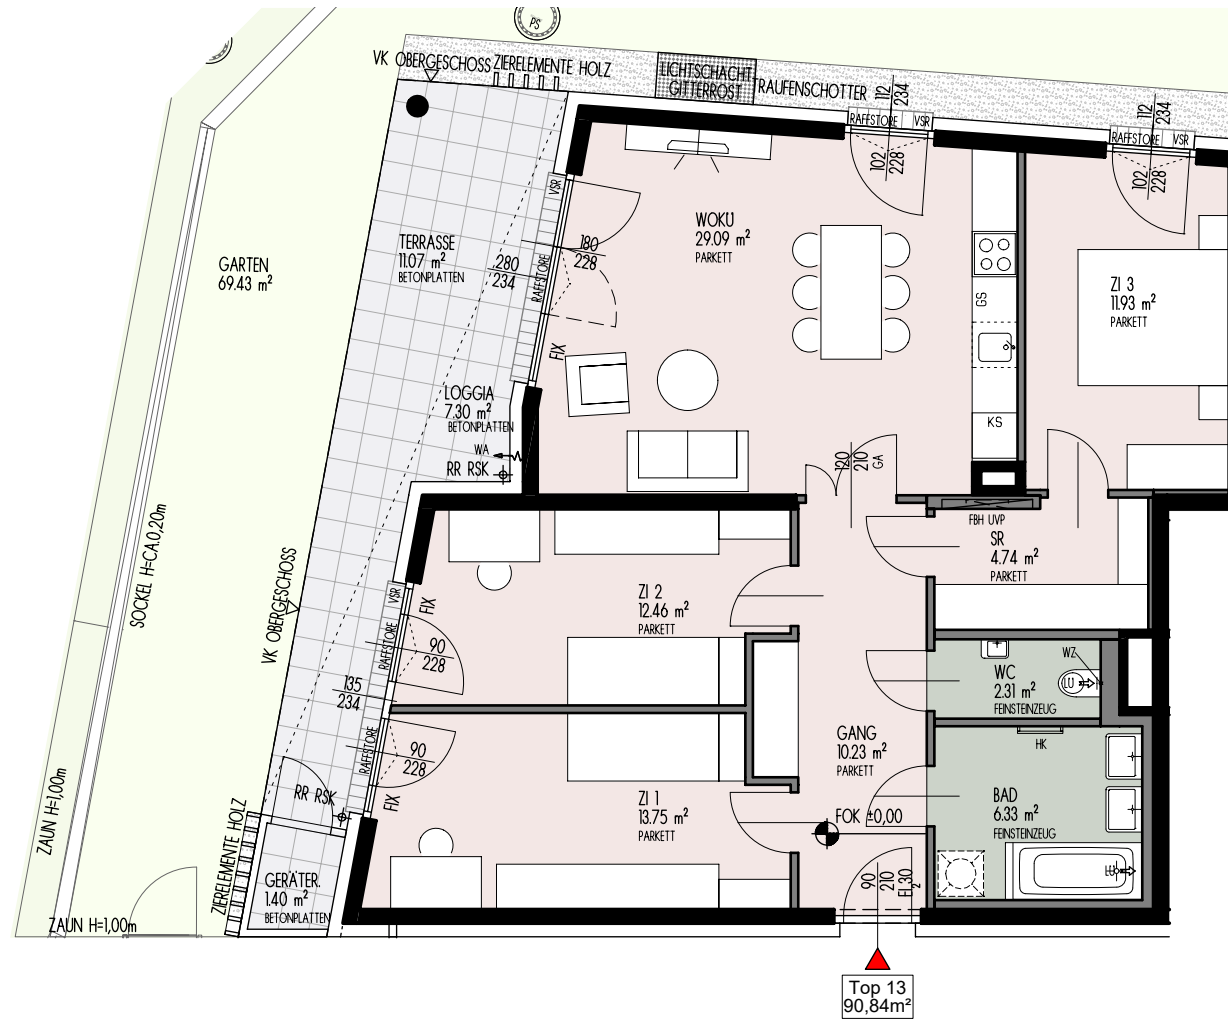 PS
VK OBERGESCHOSS
ZIERELEMENTE HOLZ
LICHTSCHACHT
GITTERROST
TRAUFENSCHOTTER
112
234
112
234
RAFFSTORE
VSR
RAFFSTORE
VSR
102
228
102
228
VSR
WOKÜ
29.09 m²
PARKETT
TERRASSE
11.07 m²
BETONPLATTEN
280
234
RAFFSTORE
180
228
GARTEN
69.43 m²
GS
ZI 3
11.93 m²
PARKETT
FIX
LOGGIA
7.30 m²
BETONPLATTEN
KS
WA
RR RSK
120
210
GA
SOCKEL H=CA.0,20m
VK OBERGESCHOSS
FBH UVP
SR
4.74 m²
PARKETT
VSR
FIX
ZI 2
12.46 m²
PARKETT
RAFFSTORE
90
228
WZ
WC
2.31 m²
FEINSTEINZEUG
LÜ
135
234
GANG
10.23 m²
PARKETT
HK
RAFFSTORE
90
228
FIX
ZI 1
13.75 m²
PARKETT
BAD
6.33 m²
FEINSTEINZEUG
RR RSK
FOK ±0,00
ZAUN H=1,00m
ZIERELEMENTE HOLZ
GERÄTER.
1.40 m²
BETONPLATTEN
90
210
EI₂30
LÜ
ZAUN H=1,00m
Top 13
90,84m²